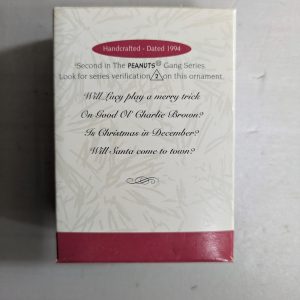 Handcrafted - Dated 1994
Second in The PEANUTS® Gang Series.
Look for series verification 2 on this ornament.
Will Lucy play a merry trick
On Good Ol' Charlie Brown?
Is Christmas in December?
Will Santa come to town?